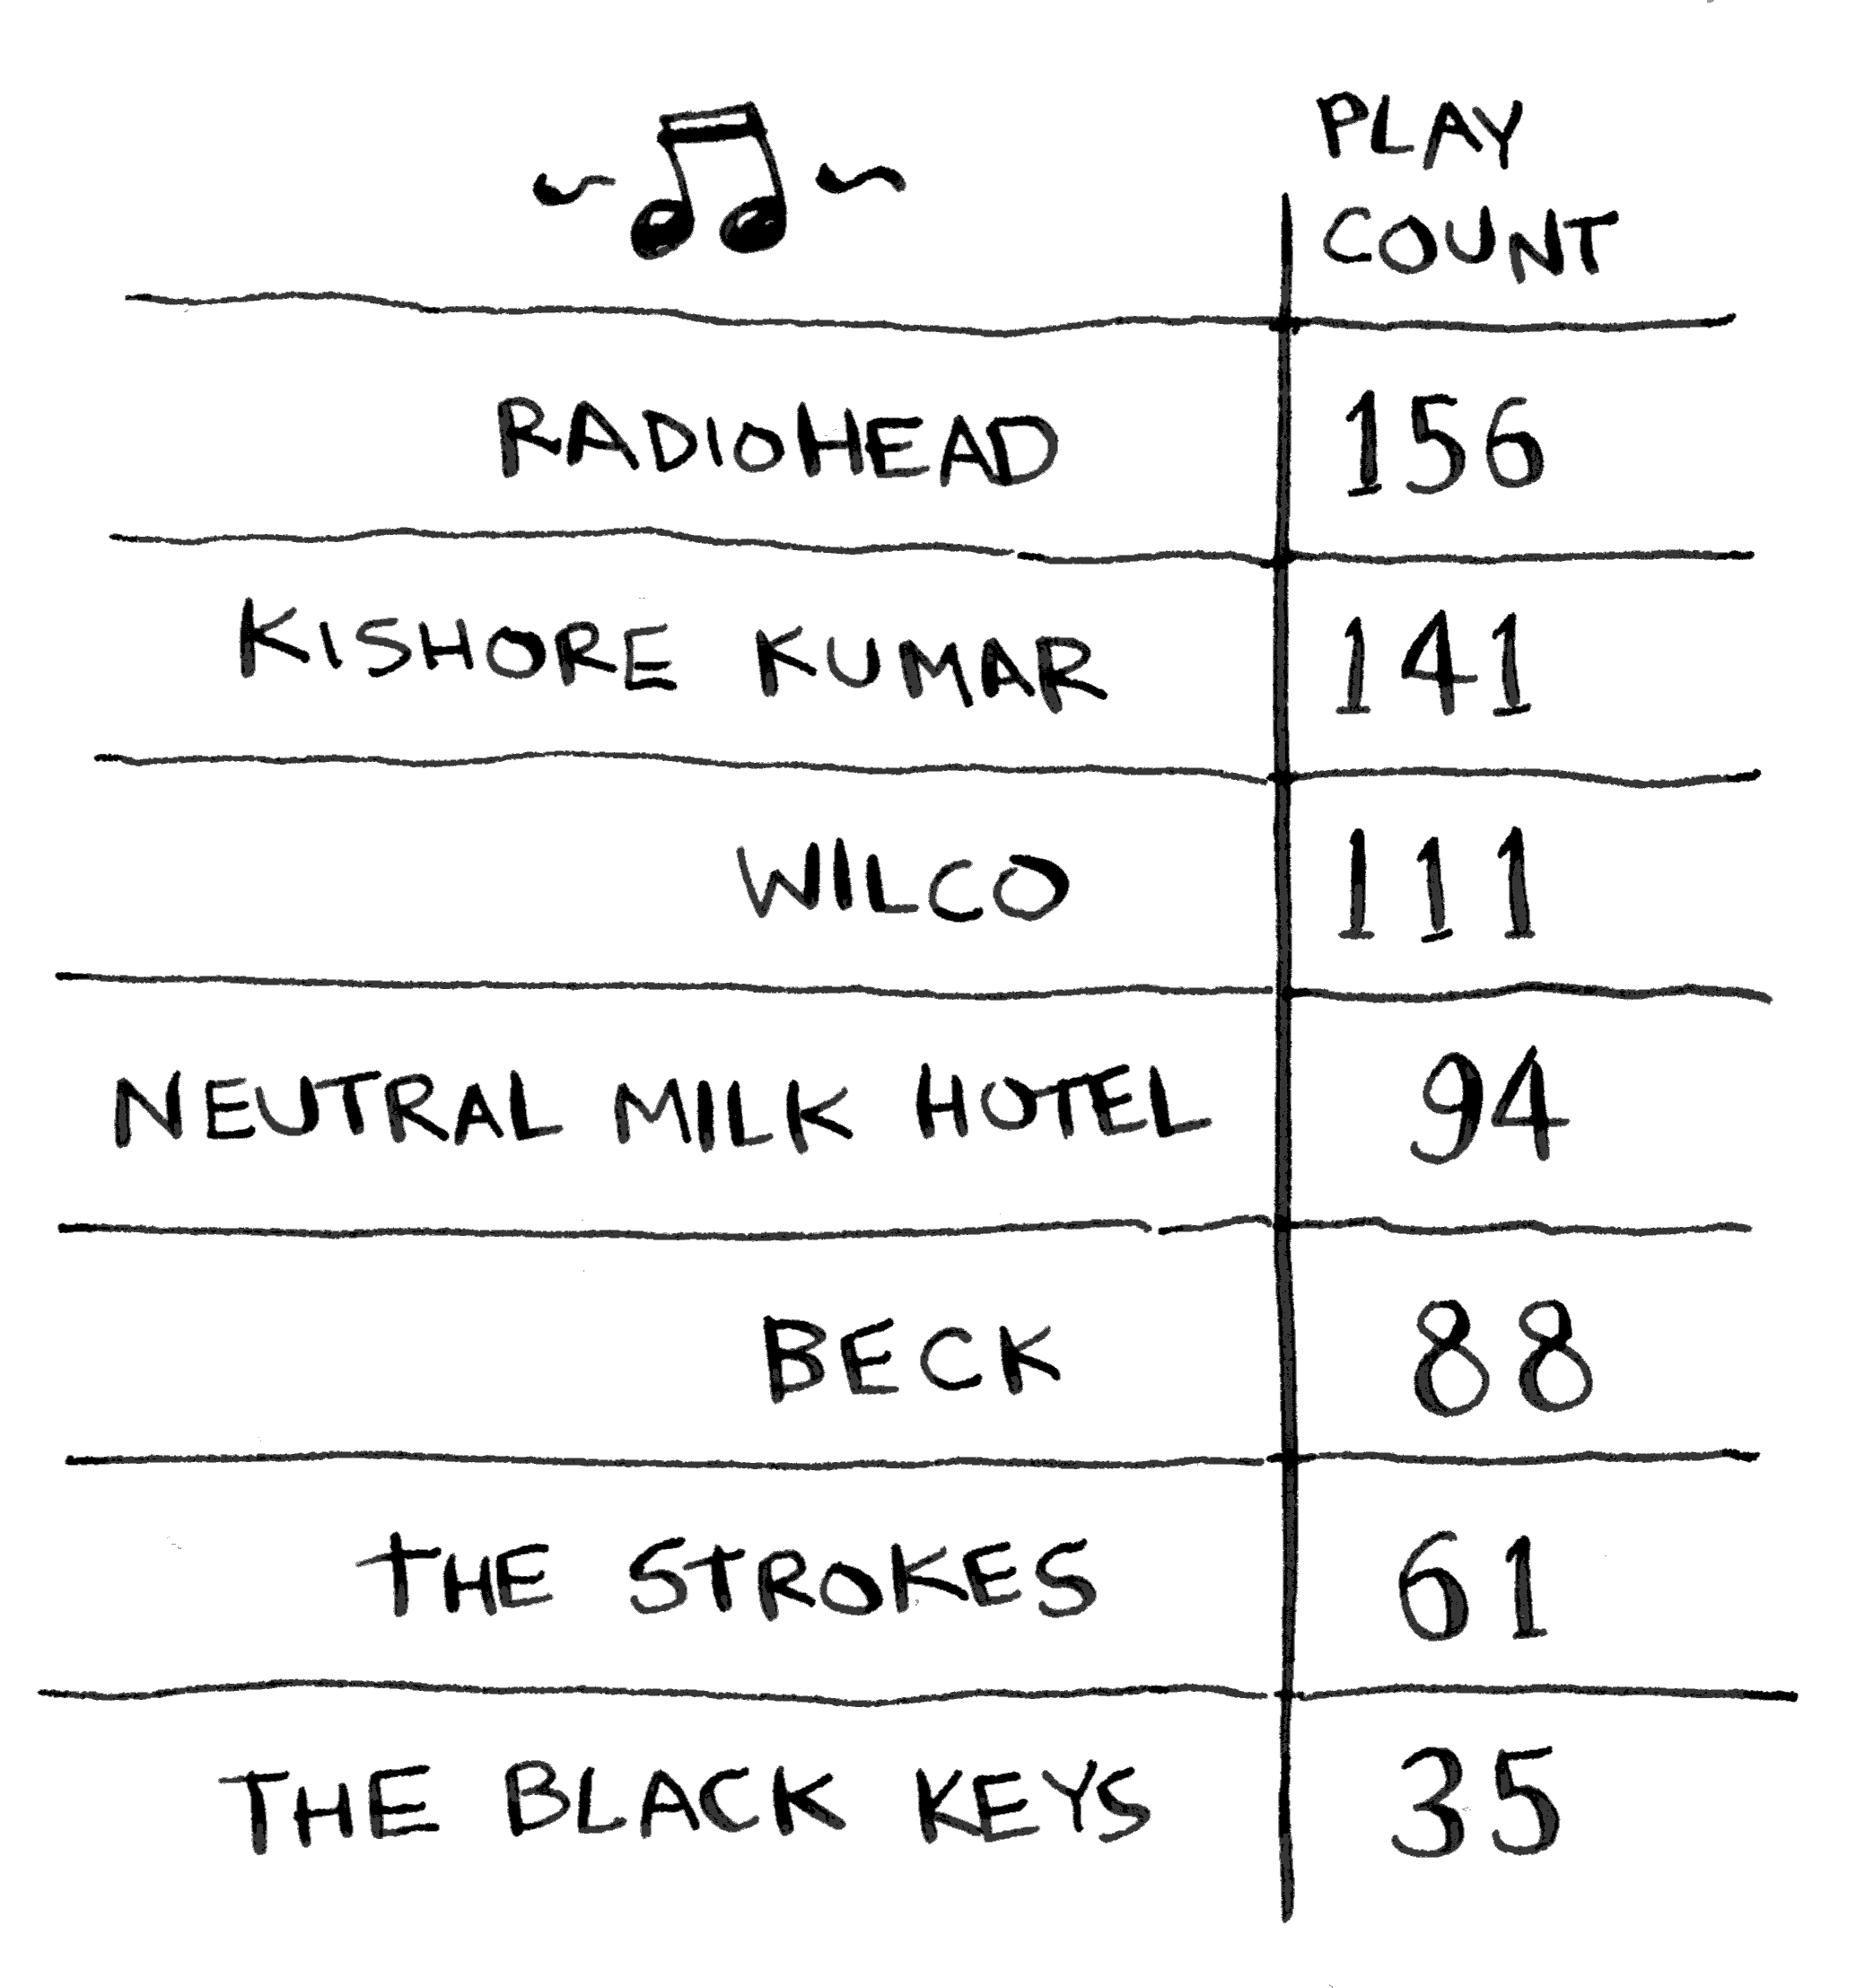 PLAY
COUNT
RADIOHEAD 156
KISHORE KUMAR 141
WILCO 111
NEUTRAL MILK HOTEL 94
BECK 88
THE STROKES 61
THE BLACK KEYS 35